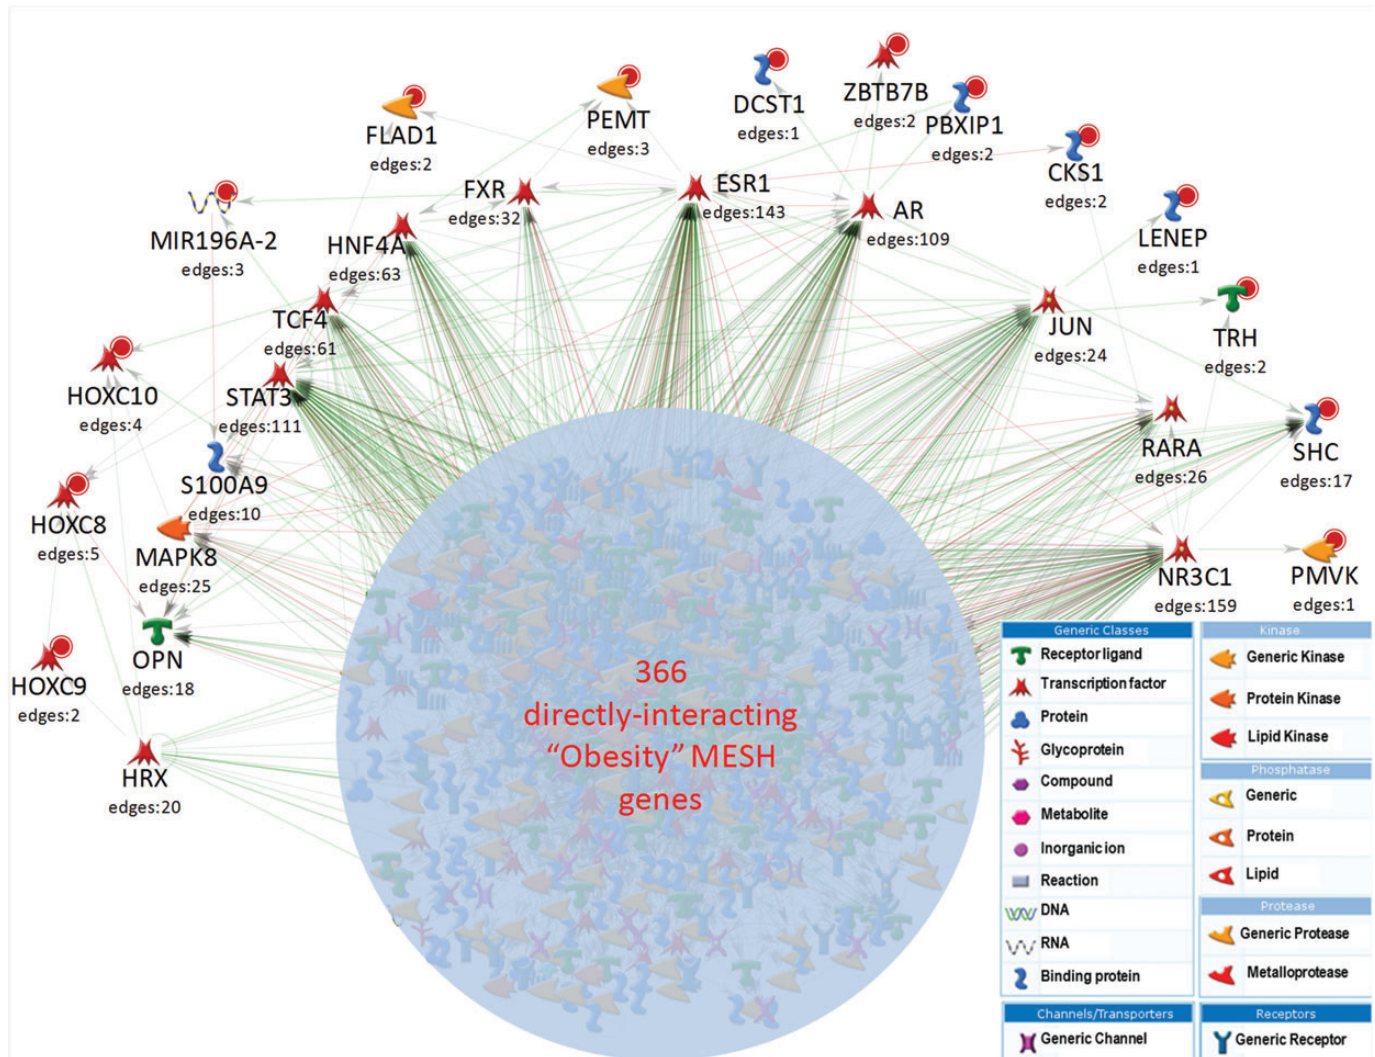 DCST1
edges:1
ZBTB7B
edges:2
PBXIP1
edges:2
PEMT
edges:3
FLAD1
edges:2
CKS1
edges:2
FXR
edges:32
ESR1
edges:143
AR
edges:109
LENEP
edges:1
MIR196A-2
edges:3
HNF4A
edges:63
TCF4
edges:61
JUN
edges:24
TRH
edges:2
HOXC10
edges:4
STAT3
edges:111
RARA
edges:26
SHC
edges:17
S100A9
edges:10
HOXC8
edges:5
MAPK8
edges:25
NR3C1
edges:159
PMVK
edges:1
OPN
edges:18
HOXC9
edges:2
HRX
edges:20
366
directly-interacting
“Obesity” MESH
genes
Generic Classes
Receptor ligand
Transcription factor
Protein
Glycoprotein
Compound
Metabolite
Inorganic ion
Reaction
DNA
RNA
Binding protein
Channels/Transporters
Generic Channel
Kinase
Generic Kinase
Protein Kinase
Lipid Kinase
Phosphatase
Generic
Protein
Lipid
Protease
Generic Protease
Metalloprotease
Receptors
Generic Receptor